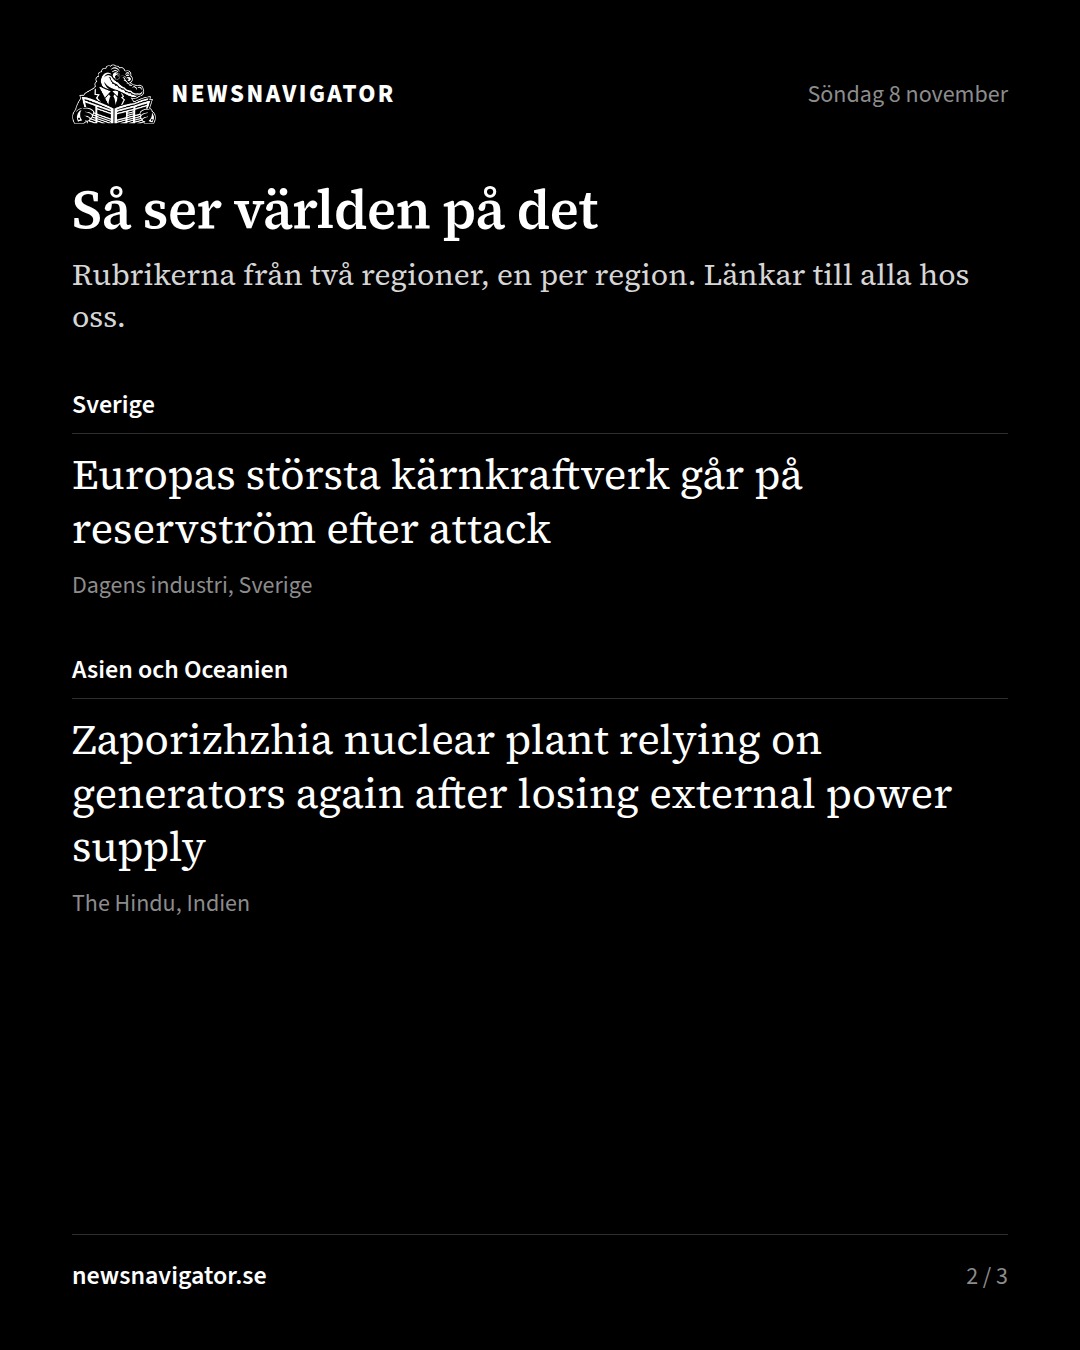 NEWSNAVIGATOR
Söndag 8 november
Så ser världen på det
Rubrikerna från två regioner, en per region. Länkar till alla hos
oss.
Sverige
Europas största kärnkraftverk går på
reservström efter attack
Dagens industri, Sverige
Asien och Oceanien
Zaporizhzhia nuclear plant relying on
generators again after losing external power
supply
The Hindu, Indien
newsnavigator.se
2 / 3